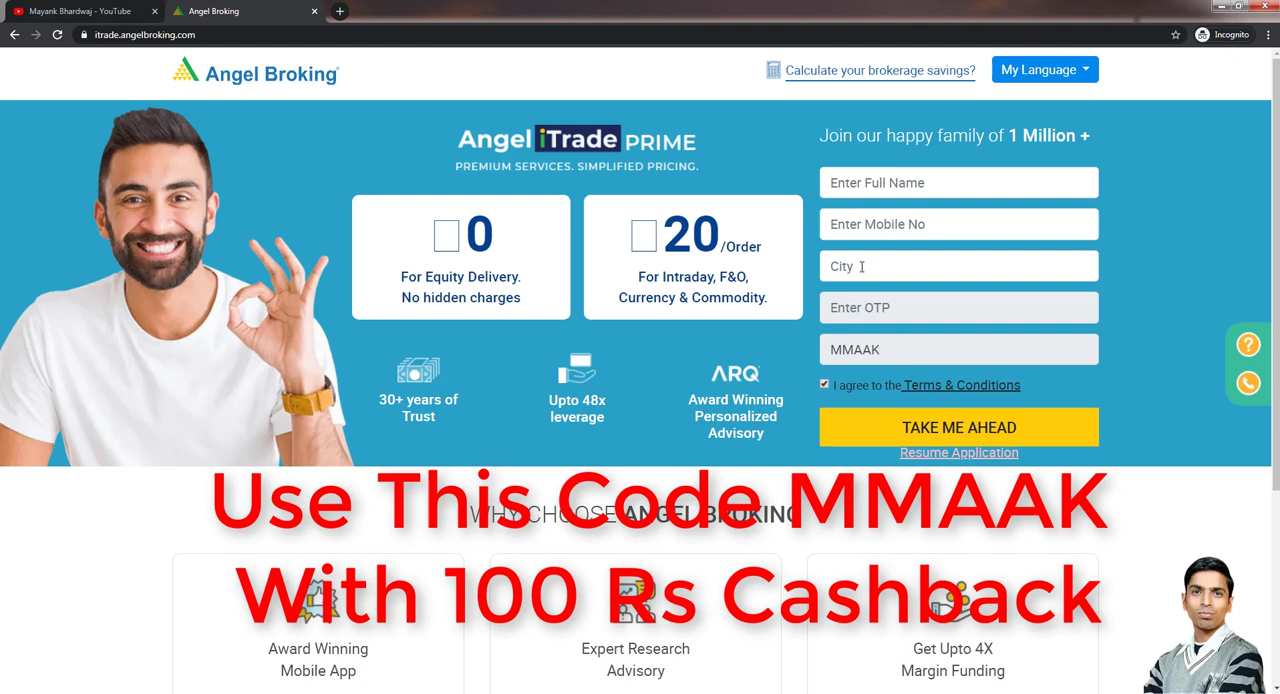 Mayank Bhardwaj - YouTube
Angel Broking
itrade.angelbroking.com
Incognito
Angel Broking
Calculate your brokerage savings?
My Language
Angel iTrade PRIME
PREMIUM SERVICES. SIMPLIFIED PRICING.
0
For Equity Delivery.
No hidden charges
20/Order
For Intraday, F&O,
Currency & Commodity.
30+ years of
Trust
Upto 48x
leverage
ARQ
Award Winning
Personalized
Advisory
Join our happy family of 1 Million +
Enter Full Name
Enter Mobile No
City
Enter OTP
MMAAK
I agree to the Terms & Conditions
TAKE ME AHEAD
Resume Application
Use This Code MMAAK
WHY CHOOSE ANGEL BROKING
With 100 Rs Cashback
Award Winning
Mobile App
Expert Research
Advisory
Get Upto 4X
Margin Funding